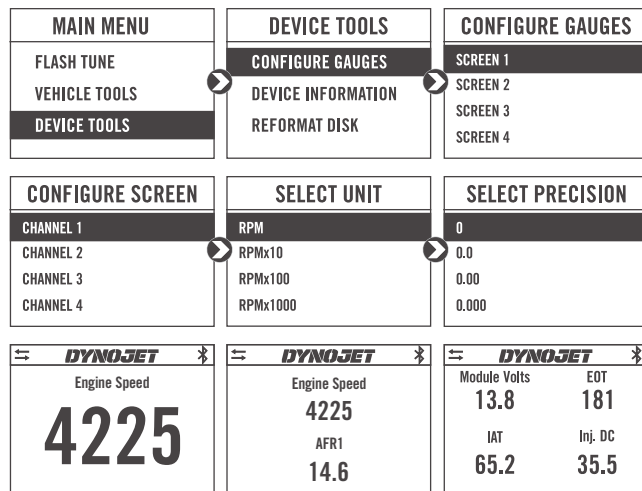 MAIN MENU
FLASH TUNE
VEHICLE TOOLS
DEVICE TOOLS
DEVICE TOOLS
CONFIGURE GAUGES
DEVICE INFORMATION
REFORMAT DISK
CONFIGURE GAUGES
SCREEN 1
SCREEN 2
SCREEN 3
SCREEN 4
CONFIGURE SCREEN
CHANNEL 1
CHANNEL 2
CHANNEL 3
CHANNEL 4
SELECT UNIT
RPM
RPMx10
RPMx100
RPMx1000
SELECT PRECISION
0
0.0
0.00
0.000
DYNOJET
Engine Speed
4225
DYNOJET
Engine Speed
4225
AFR1
14.6
DYNOJET
Module Volts EOT
13.8 181
IAT Inj. DC
65.2 35.5